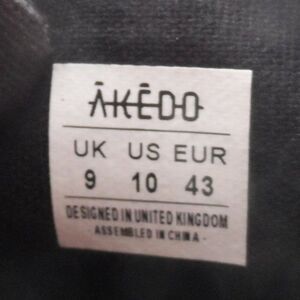 ĀKĒDO
UK US EUR
9 10 43
DESIGNED IN UNITED KINGDOM
- ASSEMBLED IN CHINA -